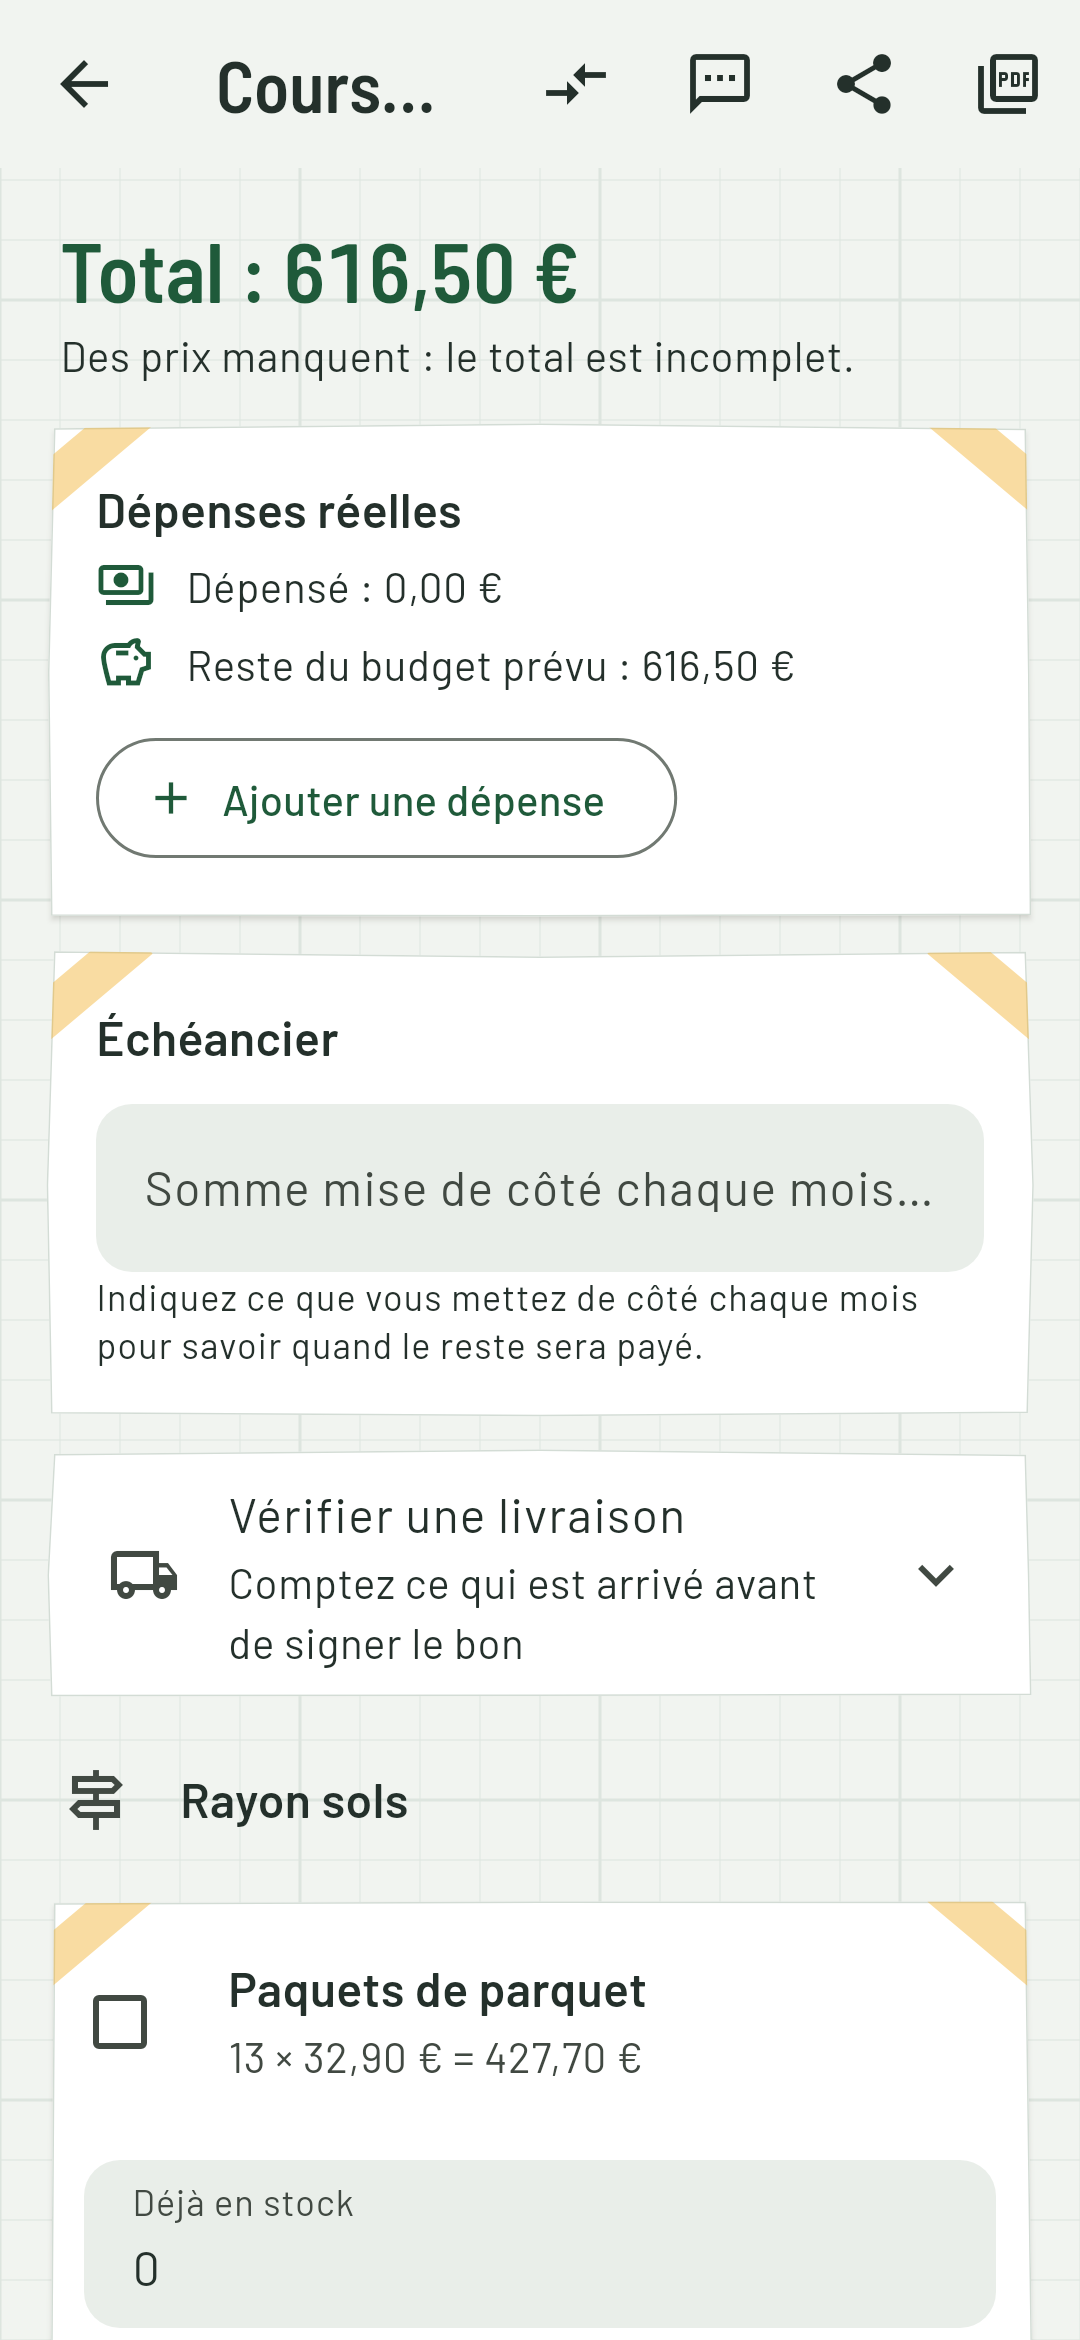 Cours...
PDF
Total : 616,50 €
Des prix manquent : le total est incomplet.
Dépenses réelles
Dépensé : 0,00 €
Reste du budget prévu : 616,50 €
Ajouter une dépense
Échéancier
Somme mise de côté chaque mois...
Indiquez ce que vous mettez de côté chaque mois
pour savoir quand le reste sera payé.
Vérifier une livraison
Comptez ce qui est arrivé avant
de signer le bon
Rayon sols
Paquets de parquet
13 × 32,90 € = 427,70 €
Déjà en stock
0